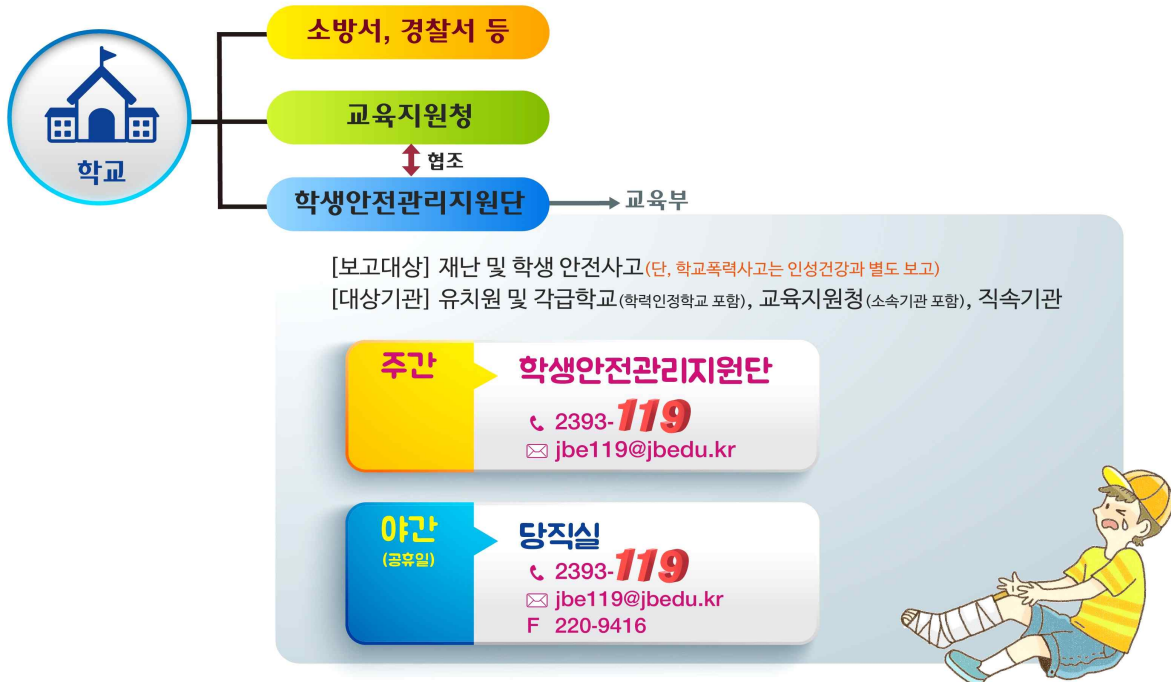 소방서, 경찰서 등
학교
교육지원청
협조
학생안전관리지원단
교육부
[보고대상] 재난 및 학생 안전사고(단, 학교폭력사고는 인성건강과 별도 보고)
[대상기관] 유치원 및 각급학교(학력인정학교 포함), 교육지원청(소속기관 포함), 직속기관
주간
학생안전관리지원단
2393-119
jbe119@jbedu.kr
야간
(공휴일)
당직실
2393-119
jbe119@jbedu.kr
F 220-9416